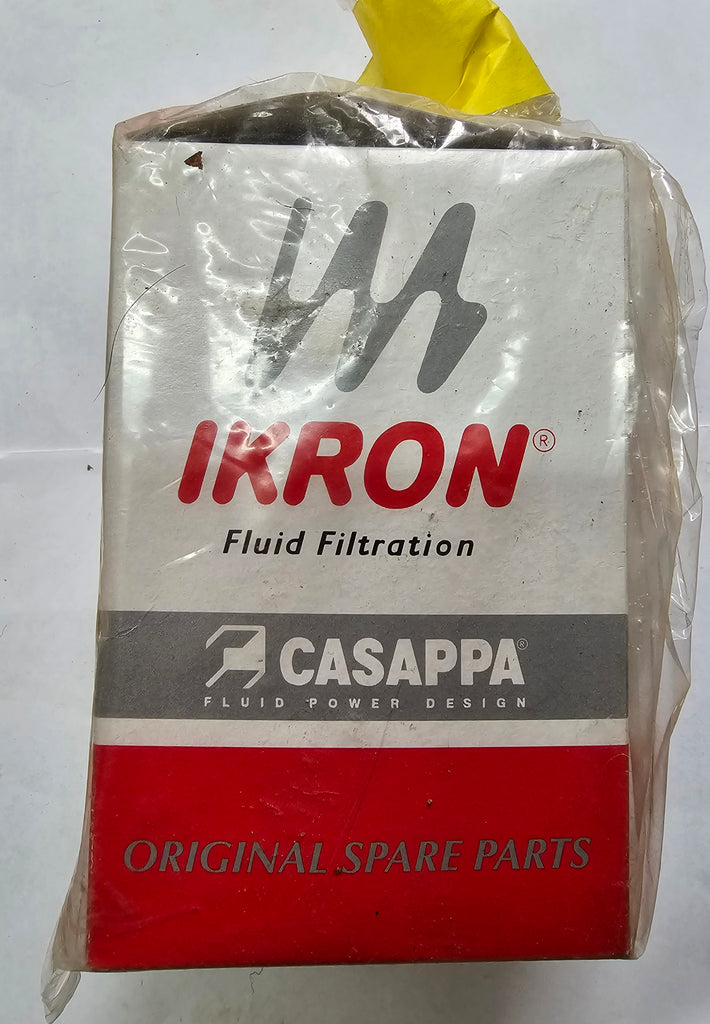 IKRON®
Fluid Filtration
CASAPPA®
FLUID POWER DESIGN
ORIGINAL SPARE PARTS